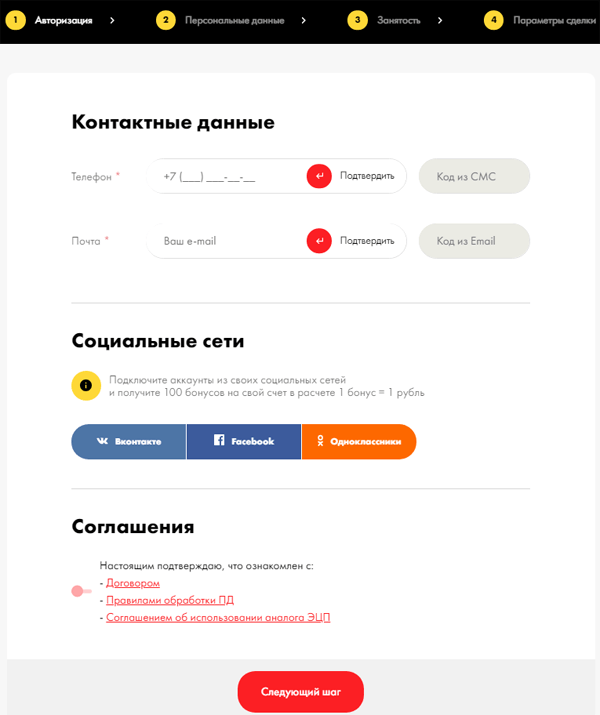 1 Авторизация 2 Персональные данные 3 Занятость 4 Параметры сделки
Контактные данные
Телефон * +7 (___) ___-__-__ Подтвердить Код из СМС
Почта * Ваш e-mail Подтвердить Код из Email
Социальные сети
Подключите аккаунты из своих социальных сетей
и получите 100 бонусов на свой счет в расчете 1 бонус = 1 рубль
Вконтакте Facebook Одноклассники
Соглашения
Настоящим подтверждаю, что ознакомлен с:
- Договором
- Правилами обработки ПД
- Соглашением об использовании аналога ЭЦП
Следующий шаг